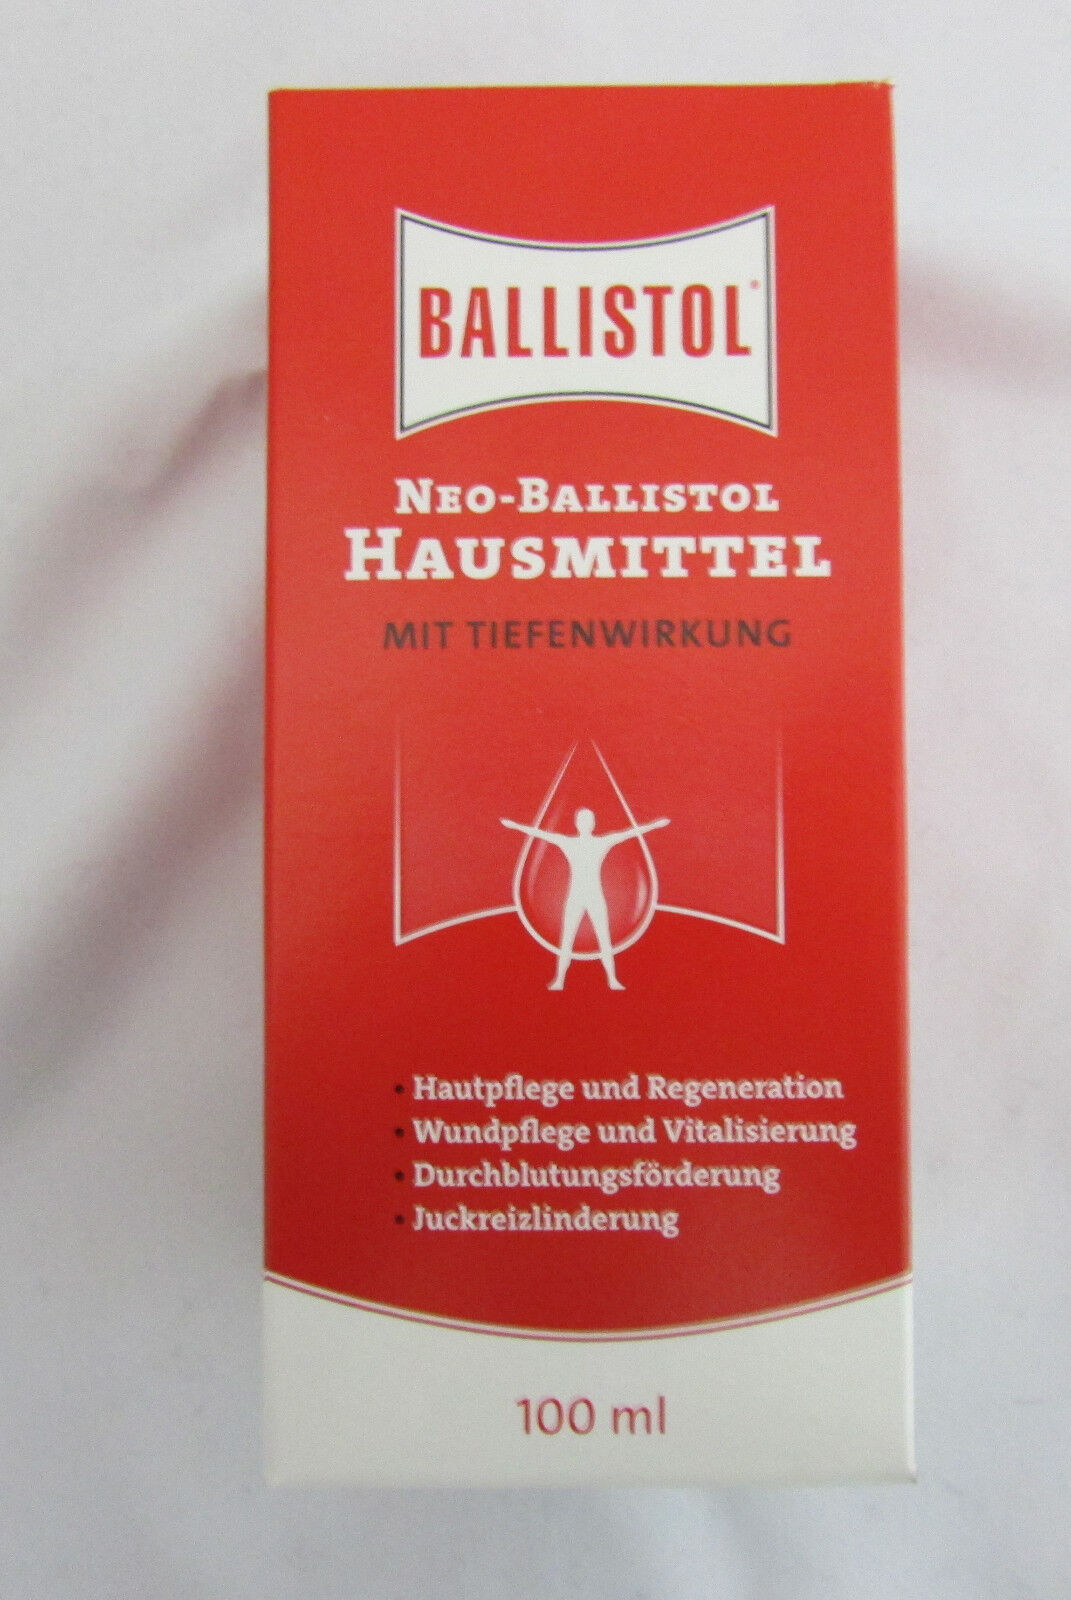 BALLISTOL®
NEO-BALLISTOL
HAUSMITTEL
MIT TIEFENWIRKUNG
• Hautpflege und Regeneration
• Wundpflege und Vitalisierung
• Durchblutungsförderung
• Juckreizlinderung
100 ml